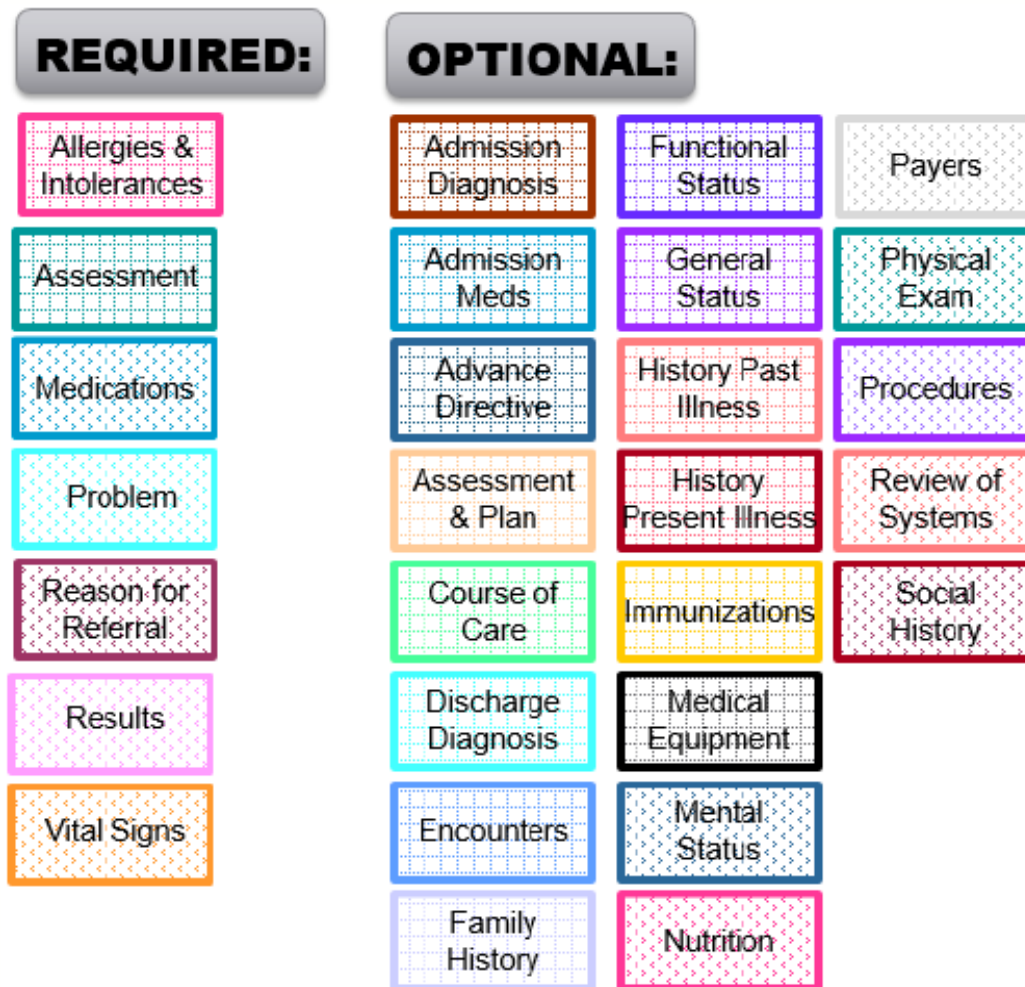 REQUIRED:
Allergies &
Intolerances
Assessment
Medications
Problem
Reason for
Referral
Results
Vital Signs
OPTIONAL:
Admission
Diagnosis
Admission
Meds
Advance
Directive
Assessment
& Plan
Course of
Care
Discharge
Diagnosis
Encounters
Family
History
Functional
Status
General
Status
History Past
Illness
History
Present Illness
Immunizations
Medical
Equipment
Mental
Status
Nutrition
Payers
Physical
Exam
Procedures
Review of
Systems
Social
History